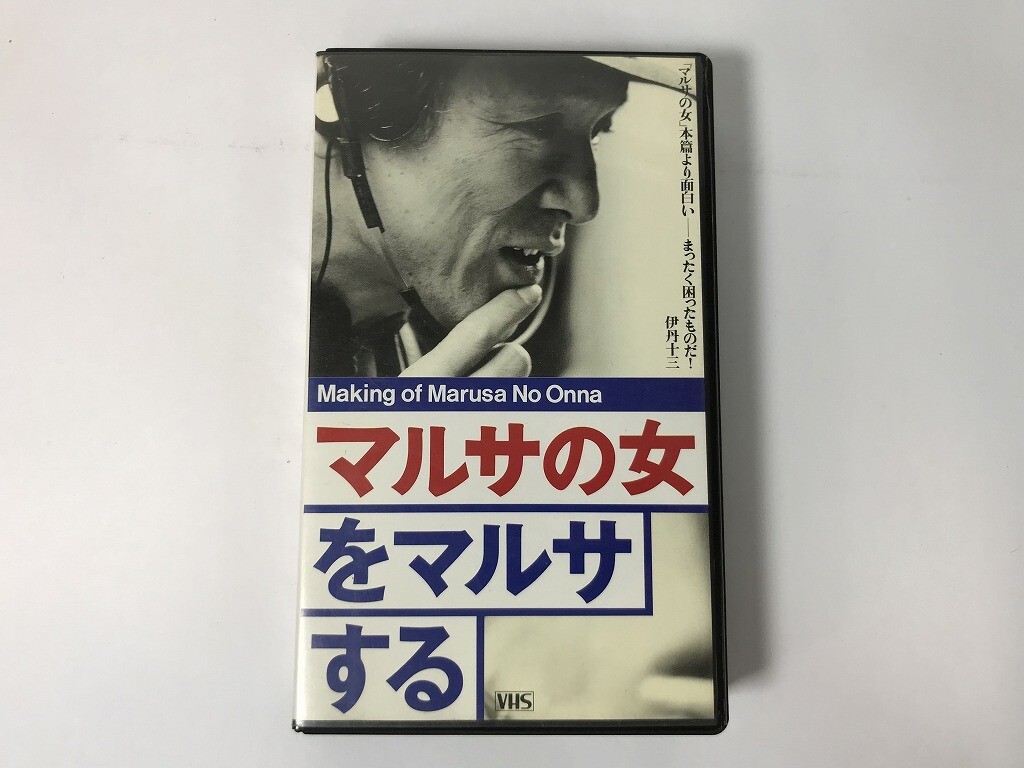 「マルサの女」本篇より面白い――まったく困ったものだ!
伊丹十三
Making of Marusa No Onna
マルサの女
をマルサ
する
VHS